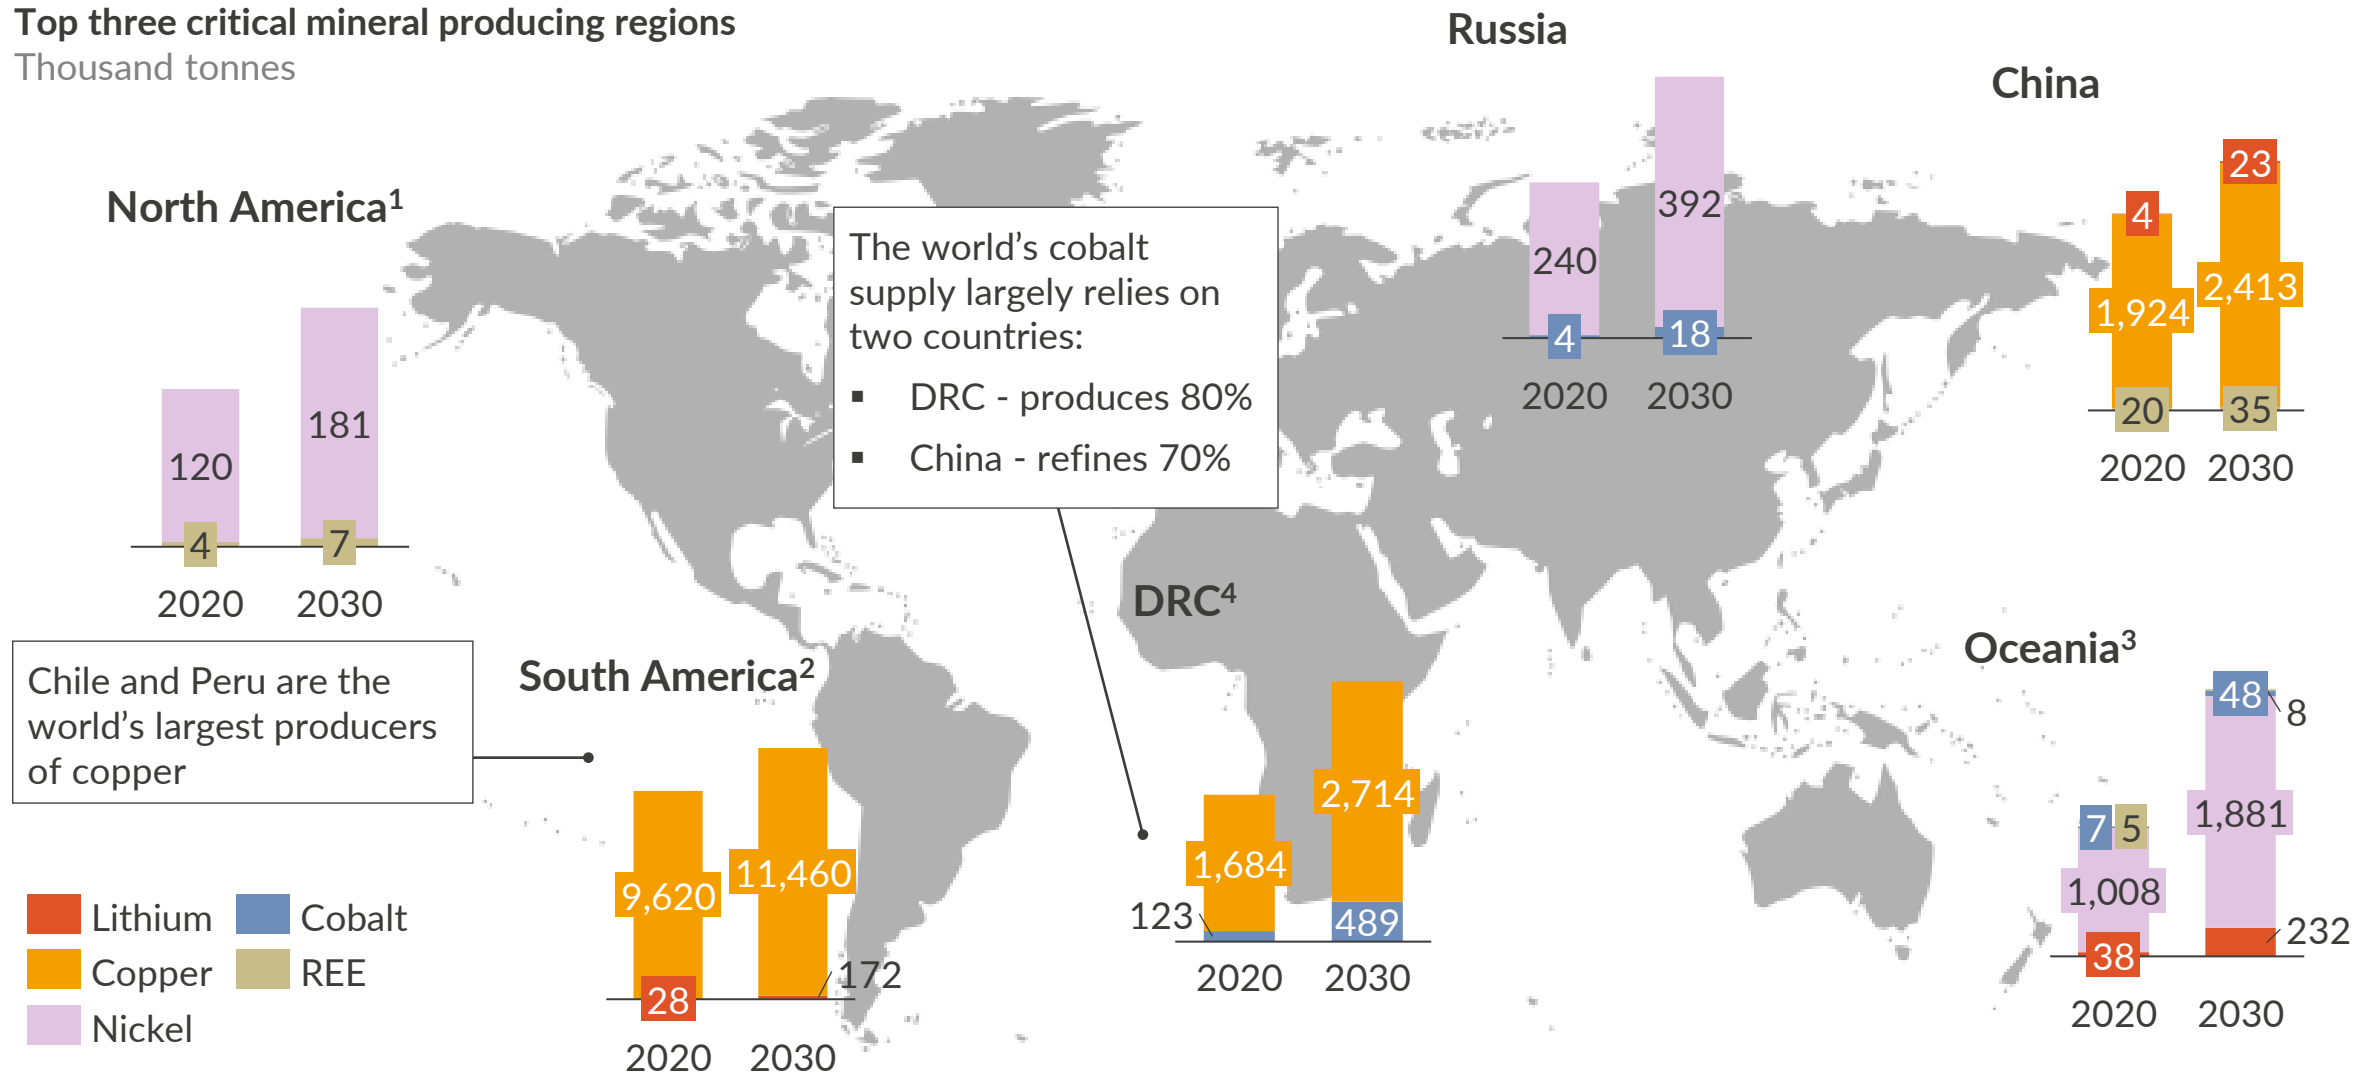 Top three critical mineral producing regions
Thousand tonnes
North America¹
120
4
2020
181
7
2030
Chile and Peru are the
world’s largest producers
of copper
South America²
9,620
28
2020
11,460
172
2030
The world’s cobalt
supply largely relies on
two countries:
▪ DRC - produces 80%
▪ China - refines 70%
DRC⁴
1,684
123
2020
2,714
489
2030
Russia
240
4
2020
392
18
2030
China
4
1,924
20
2020
23
2,413
35
2030
Oceania³
7 5
1,008
38
2020
48
8
1,881
232
2030
Lithium
Cobalt
Copper
REE
Nickel